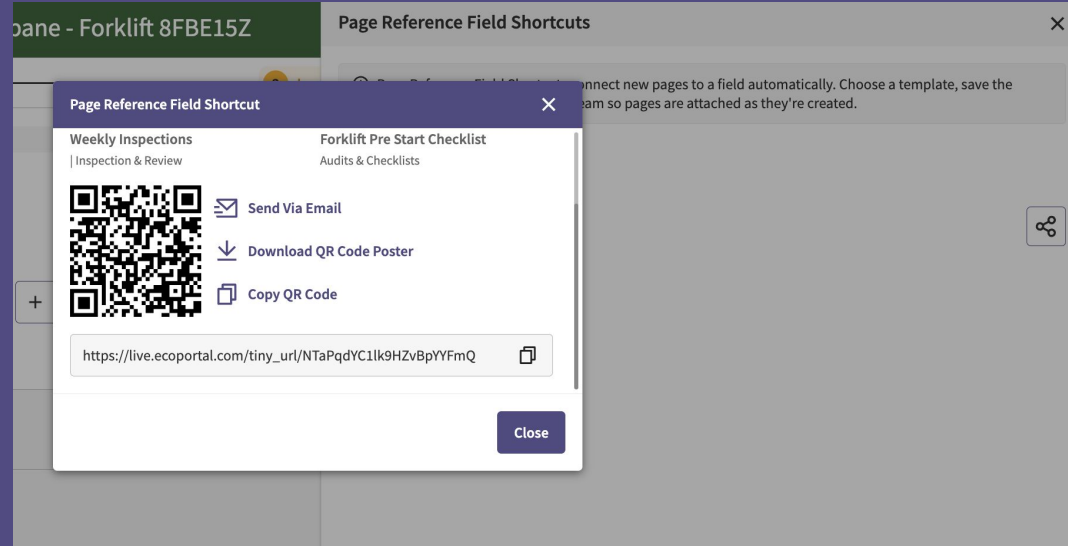 pane - Forklift 8FBE15Z
Page Reference Field Shortcuts
nnect new pages to a field automatically. Choose a template, save the
eam so pages are attached as they're created.
Page Reference Field Shortcut
Weekly Inspections
Forklift Pre Start Checklist
| Inspection & Review
Audits & Checklists
Send Via Email
Download QR Code Poster
Copy QR Code
https://live.ecoportal.com/tiny_url/NTaPqdYC1lk9HZvBpYYFmQ
Close